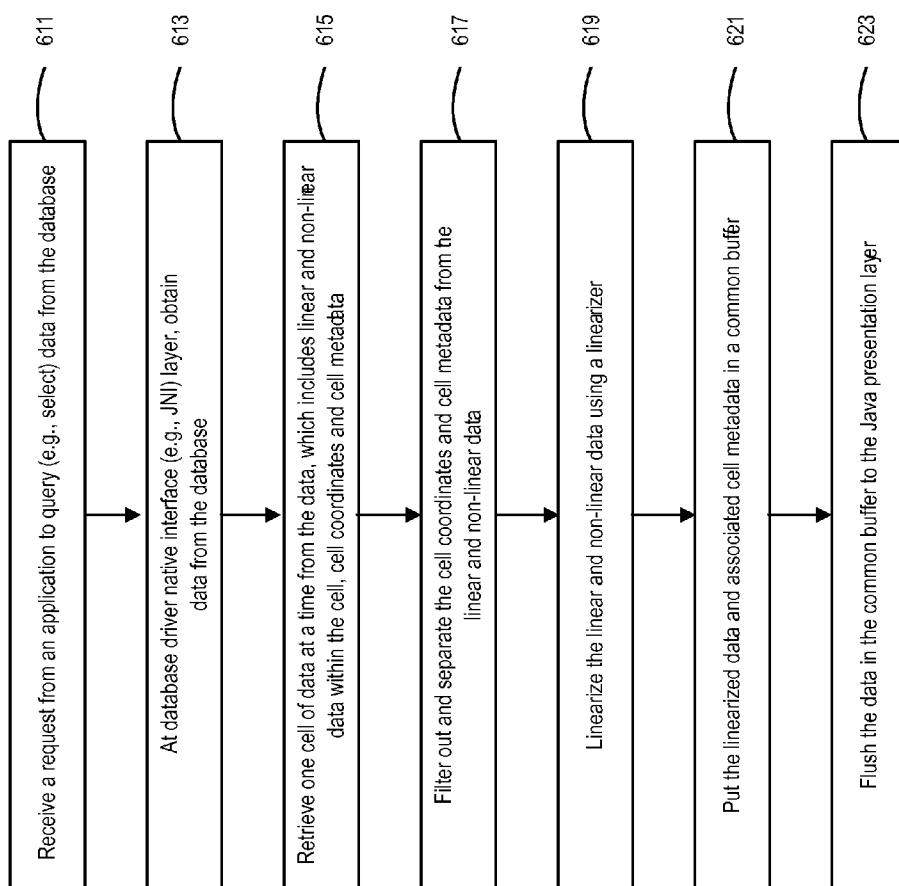 611
Receive a request from an application to query (e.g., select) data from the database
613
At database driver native interface (e.g., JNI) layer, obtain
data from the database
615
Retrieve one cell of data at a time from the data, which includes linear and non-linear
data within the cell, cell coordinates and cell metadata
617
Filter out and separate the cell coordinates and cell metadata from the
linear and non-linear data
619
Linearize the linear and non-linear data using a linearizer
621
Put the linearized data and associated cell metadata in a common buffer
623
Flush the data in the common buffer to the Java presentation layer